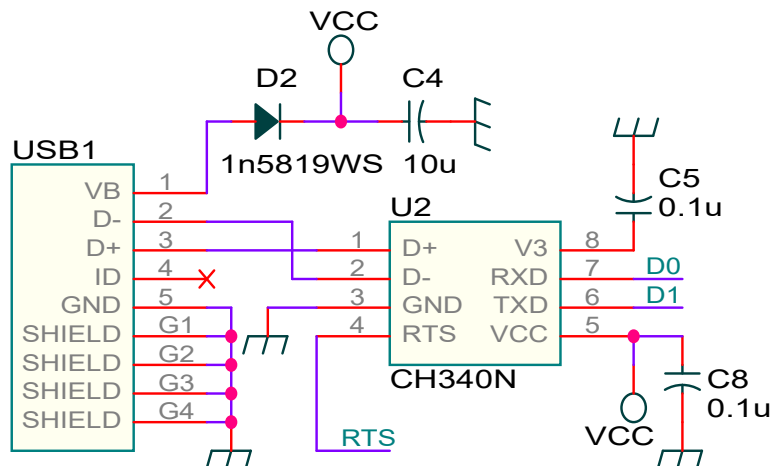 VCC
D2
C4
USB1
1n5819WS
10u
VB 1
D- 2
D+ 3
ID 4
GND 5
SHIELD G1
SHIELD G2
SHIELD G3
SHIELD G4
U2
1 D+ V3 8
2 D- RXD 7 D0
3 GND TXD 6 D1
4 RTS VCC 5
CH340N
RTS
C5
0.1u
C8
0.1u
VCC